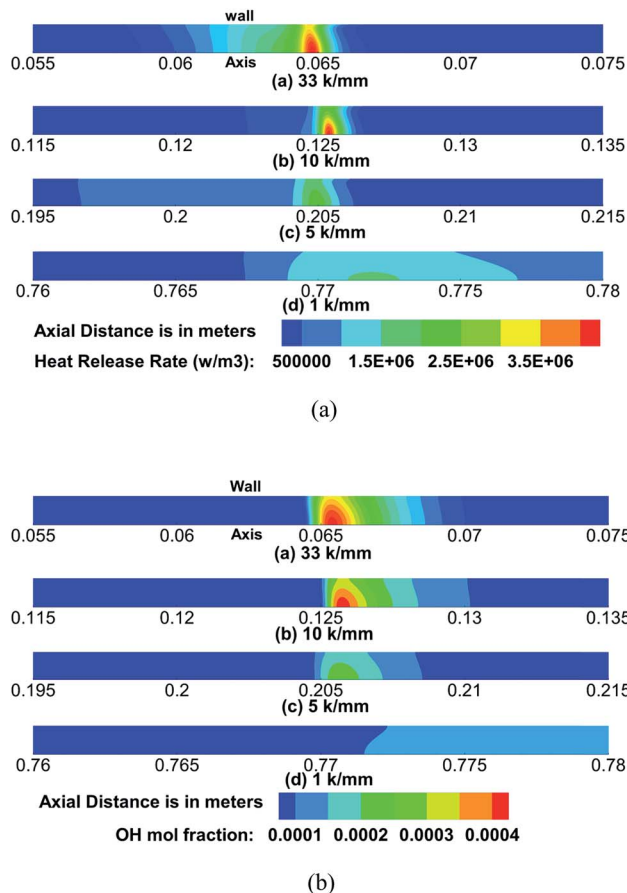 wall
0.055 0.06 0.065 0.07 0.075
Axis
(a) 33 k/mm
0.115 0.12 0.125 0.13 0.135
(b) 10 k/mm
0.195 0.2 0.205 0.21 0.215
(c) 5 k/mm
0.76 0.765 0.77 0.775 0.78
(d) 1 k/mm
Axial Distance is in meters
Heat Release Rate (w/m3): 500000 1.5E+06 2.5E+06 3.5E+06
(a)
Wall
0.055 0.06 0.065 0.07 0.075
Axis
(a) 33 k/mm
0.115 0.12 0.125 0.13 0.135
(b) 10 k/mm
0.195 0.2 0.205 0.21 0.215
(c) 5 k/mm
0.76 0.765 0.77 0.775 0.78
(d) 1 k/mm
Axial Distance is in meters
OH mol fraction: 0.0001 0.0002 0.0003 0.0004
(b)